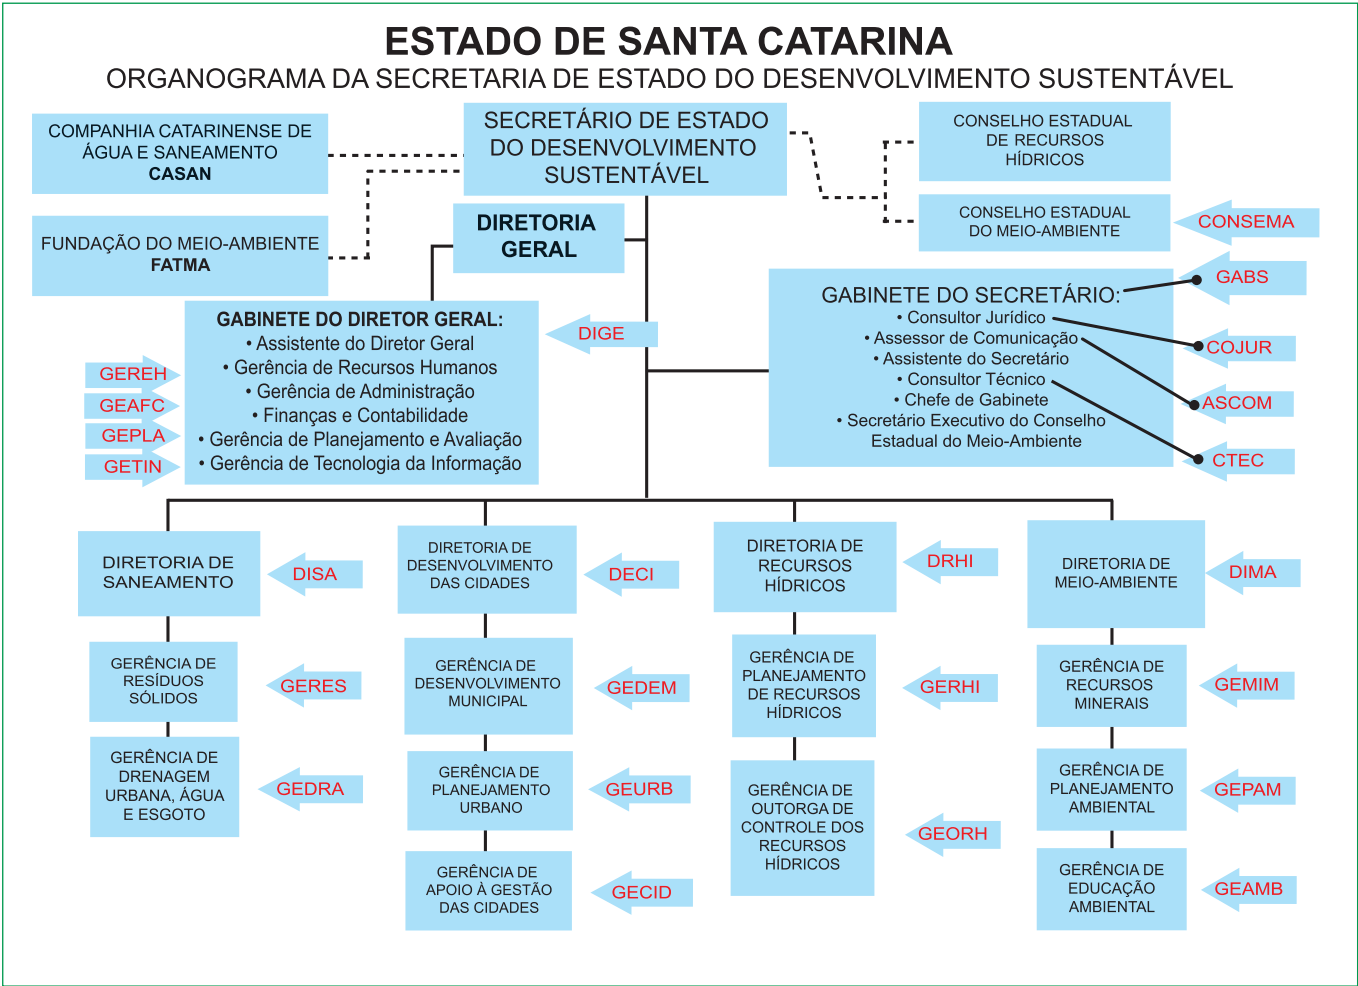 ESTADO DE SANTA CATARINA
ORGANOGRAMA DA SECRETARIA DE ESTADO DO DESENVOLVIMENTO SUSTENTÁVEL
COMPANHIA CATARINENSE DE
ÁGUA E SANEAMENTO
CASAN
SECRETÁRIO DE ESTADO
DO DESENVOLVIMENTO
SUSTENTÁVEL
CONSELHO ESTADUAL
DE RECURSOS
HÍDRICOS
FUNDAÇÃO DO MEIO-AMBIENTE
FATMA
DIRETORIA
GERAL
CONSELHO ESTADUAL
DO MEIO-AMBIENTE
CONSEMA
GABINETE DO DIRETOR GERAL:
• Assistente do Diretor Geral
• Gerência de Recursos Humanos
• Gerência de Administração
• Finanças e Contabilidade
• Gerência de Planejamento e Avaliação
• Gerência de Tecnologia da Informação
DIGE
GEREH
GEAFC
GEPLA
GETIN
GABINETE DO SECRETÁRIO:
• Consultor Jurídico
• Assessor de Comunicação
• Assistente do Secretário
• Consultor Técnico
• Chefe de Gabinete
• Secretário Executivo do Conselho
Estadual do Meio-Ambiente
GABS
COJUR
ASCOM
CTEC
DIRETORIA DE
SANEAMENTO
DISA
GERÊNCIA DE
RESÍDUOS
SÓLIDOS
GERES
GERÊNCIA DE
DRENAGEM
URBANA, ÁGUA
E ESGOTO
GEDRA
DIRETORIA DE
DESENVOLVIMENTO
DAS CIDADES
DECI
GERÊNCIA DE
DESENVOLVIMENTO
MUNICIPAL
GEDEM
GERÊNCIA DE
PLANEJAMENTO
URBANO
GEURB
GERÊNCIA DE
APOIO À GESTÃO
DAS CIDADES
GECID
DIRETORIA DE
RECURSOS
HÍDRICOS
DRHI
GERÊNCIA DE
PLANEJAMENTO
DE RECURSOS
HÍDRICOS
GERHI
GERÊNCIA DE
OUTORGA DE
CONTROLE DOS
RECURSOS
HÍDRICOS
GEORH
DIRETORIA DE
MEIO-AMBIENTE
DIMA
GERÊNCIA DE
RECURSOS
MINERAIS
GEMIM
GERÊNCIA DE
PLANEJAMENTO
AMBIENTAL
GEPAM
GERÊNCIA DE
EDUCAÇÃO
AMBIENTAL
GEAMB